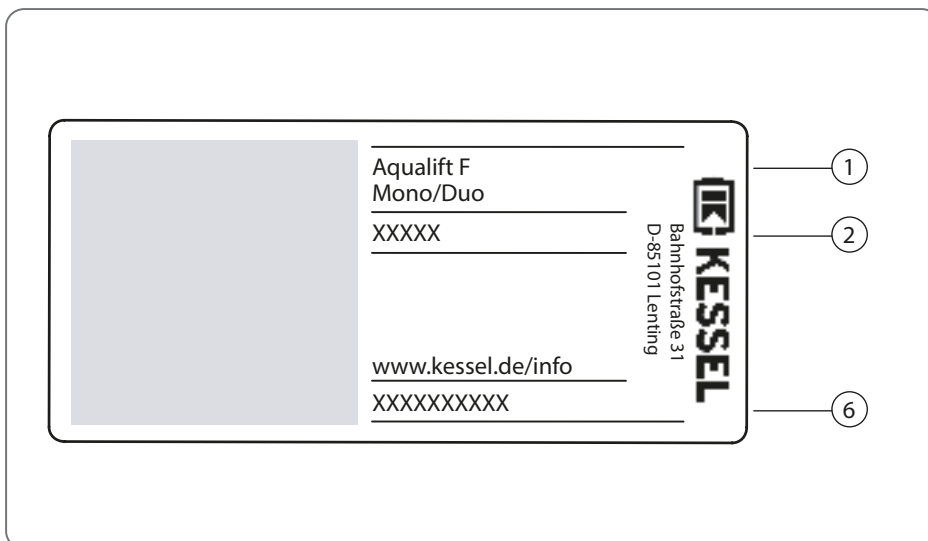 Aqualift F
Mono/Duo
XXXXX
www.kessel.de/info
XXXXXXXXXX
Bahnhofstraße 31
D-85101 Lenting
KESSEL
1
2
6